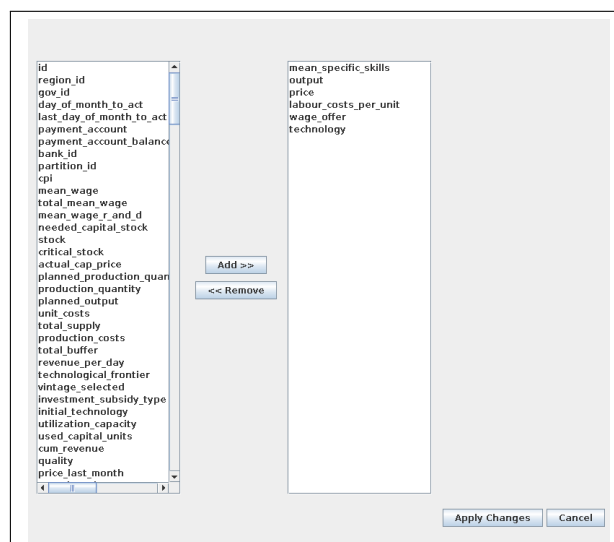 id
region_id
gov_id
day_of_month_to_act
last_day_of_month_to_act
payment_account
payment_account_balanc
bank_id
partition_id
cpi
mean_wage
total_mean_wage
mean_wage_r_and_d
needed_capital_stock
stock
critical_stock
actual_cap_price
planned_production_quan
production_quantity
planned_output
unit_costs
total_supply
production_costs
total_buffer
revenue_per_day
technological_frontier
vintage_selected
investment_subsidy_type
initial_technology
utilization_capacity
used_capital_units
cum_revenue
quality
price_last_month
Add >>
<< Remove
mean_specific_skills
output
price
labour_costs_per_unit
wage_offer
technology
Apply Changes
Cancel